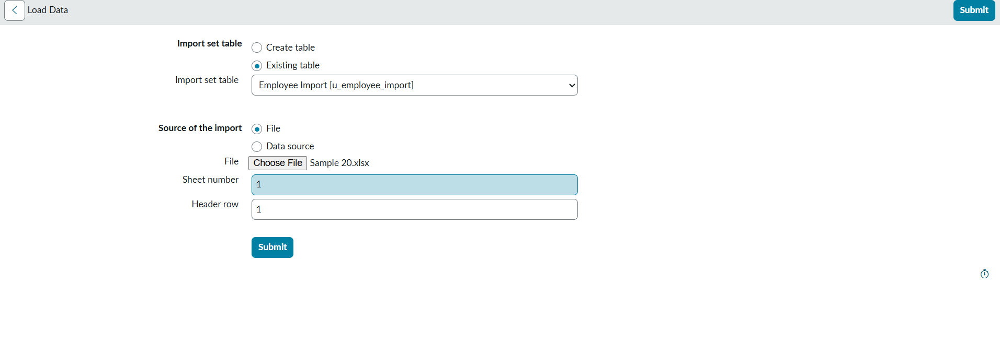 Load Data
Submit
Import set table
Create table
Existing table
Import set table
Employee Import [u_employee_import]
Source of the import
File
Data source
File
Choose File Sample 20.xlsx
Sheet number
1
Header row
1
Submit